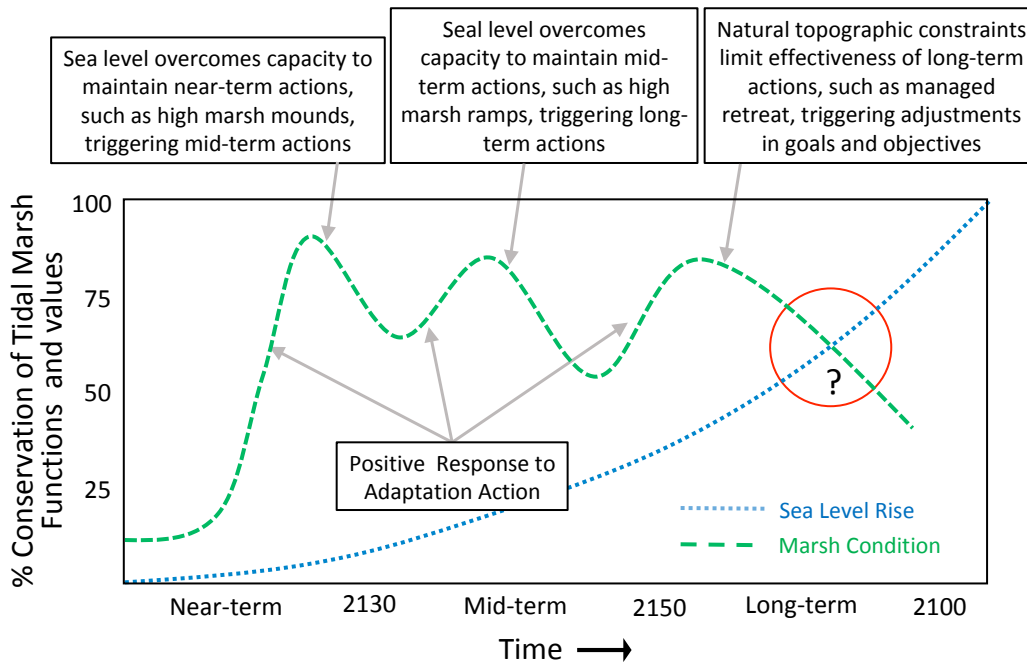 Sea level overcomes capacity to
maintain near-term actions,
such as high marsh mounds,
triggering mid-term actions
Seal level overcomes
capacity to maintain mid-
term actions, such as high
marsh ramps, triggering long-
term actions
Natural topographic constraints
limit effectiveness of long-term
actions, such as managed
retreat, triggering adjustments
in goals and objectives
% Conservation of Tidal Marsh
Functions and values
100
75
50
25
?
Positive Response to
Adaptation Action
Sea Level Rise
Marsh Condition
Near-term
2130
Mid-term
2150
Long-term
2100
Time